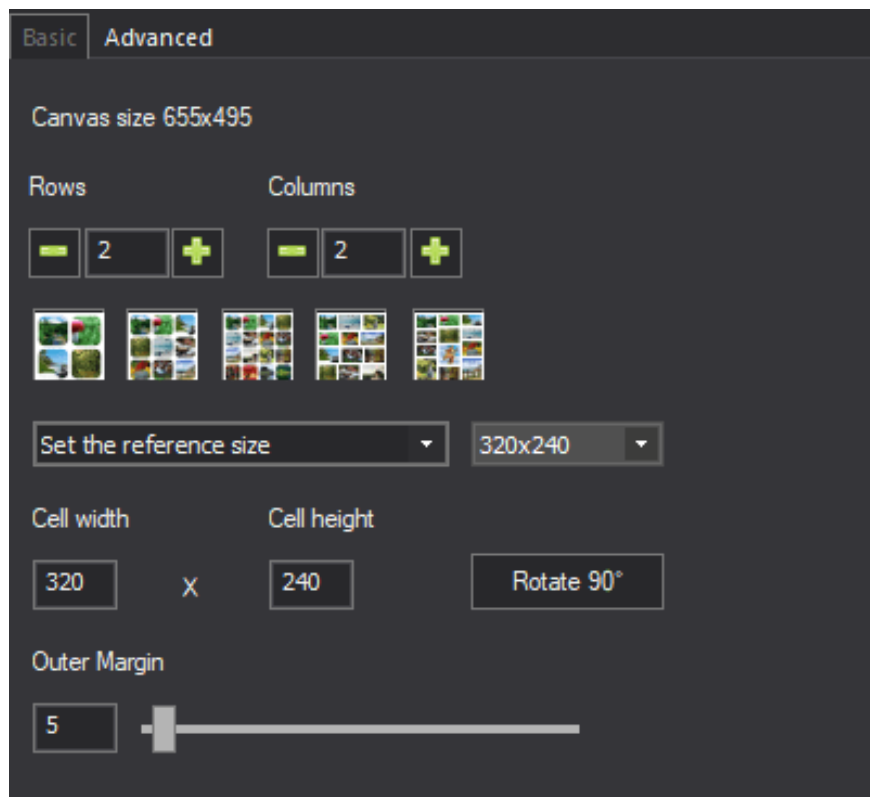 Basic Advanced
Canvas size 655x495
Rows Columns
2 2
Set the reference size 320x240
Cell width Cell height
320 X 240 Rotate 90°
Outer Margin
5